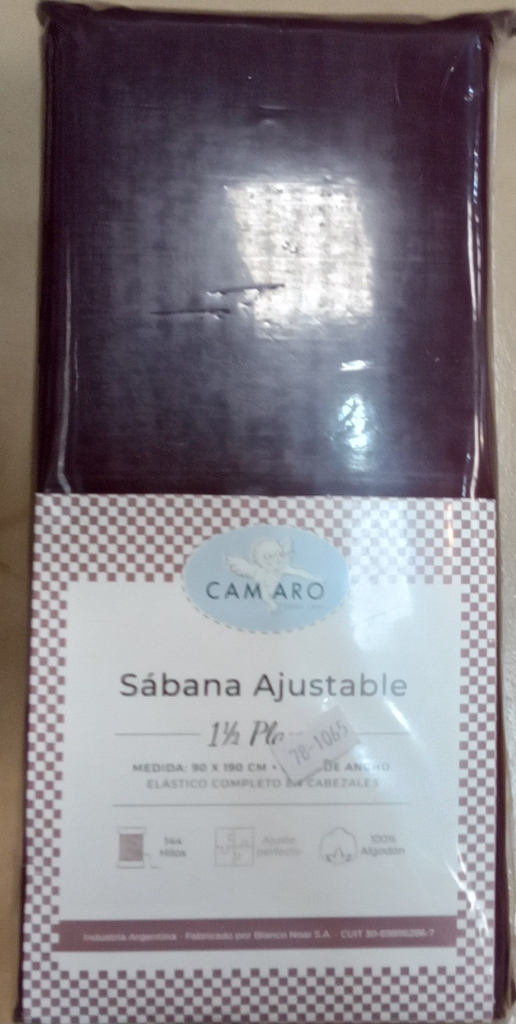 CAMARO
Sábana Ajustable
1½ Pla
78-1065
MEDIDA: 90 X 190 CM • DE ANCHO
ELÁSTICO COMPLETO EN CABEZALES
144 Hilos
Ajuste perfecto
100% Algodón
Industria Argentina - Fabricado por Blanco Noar S.A. - CUIT